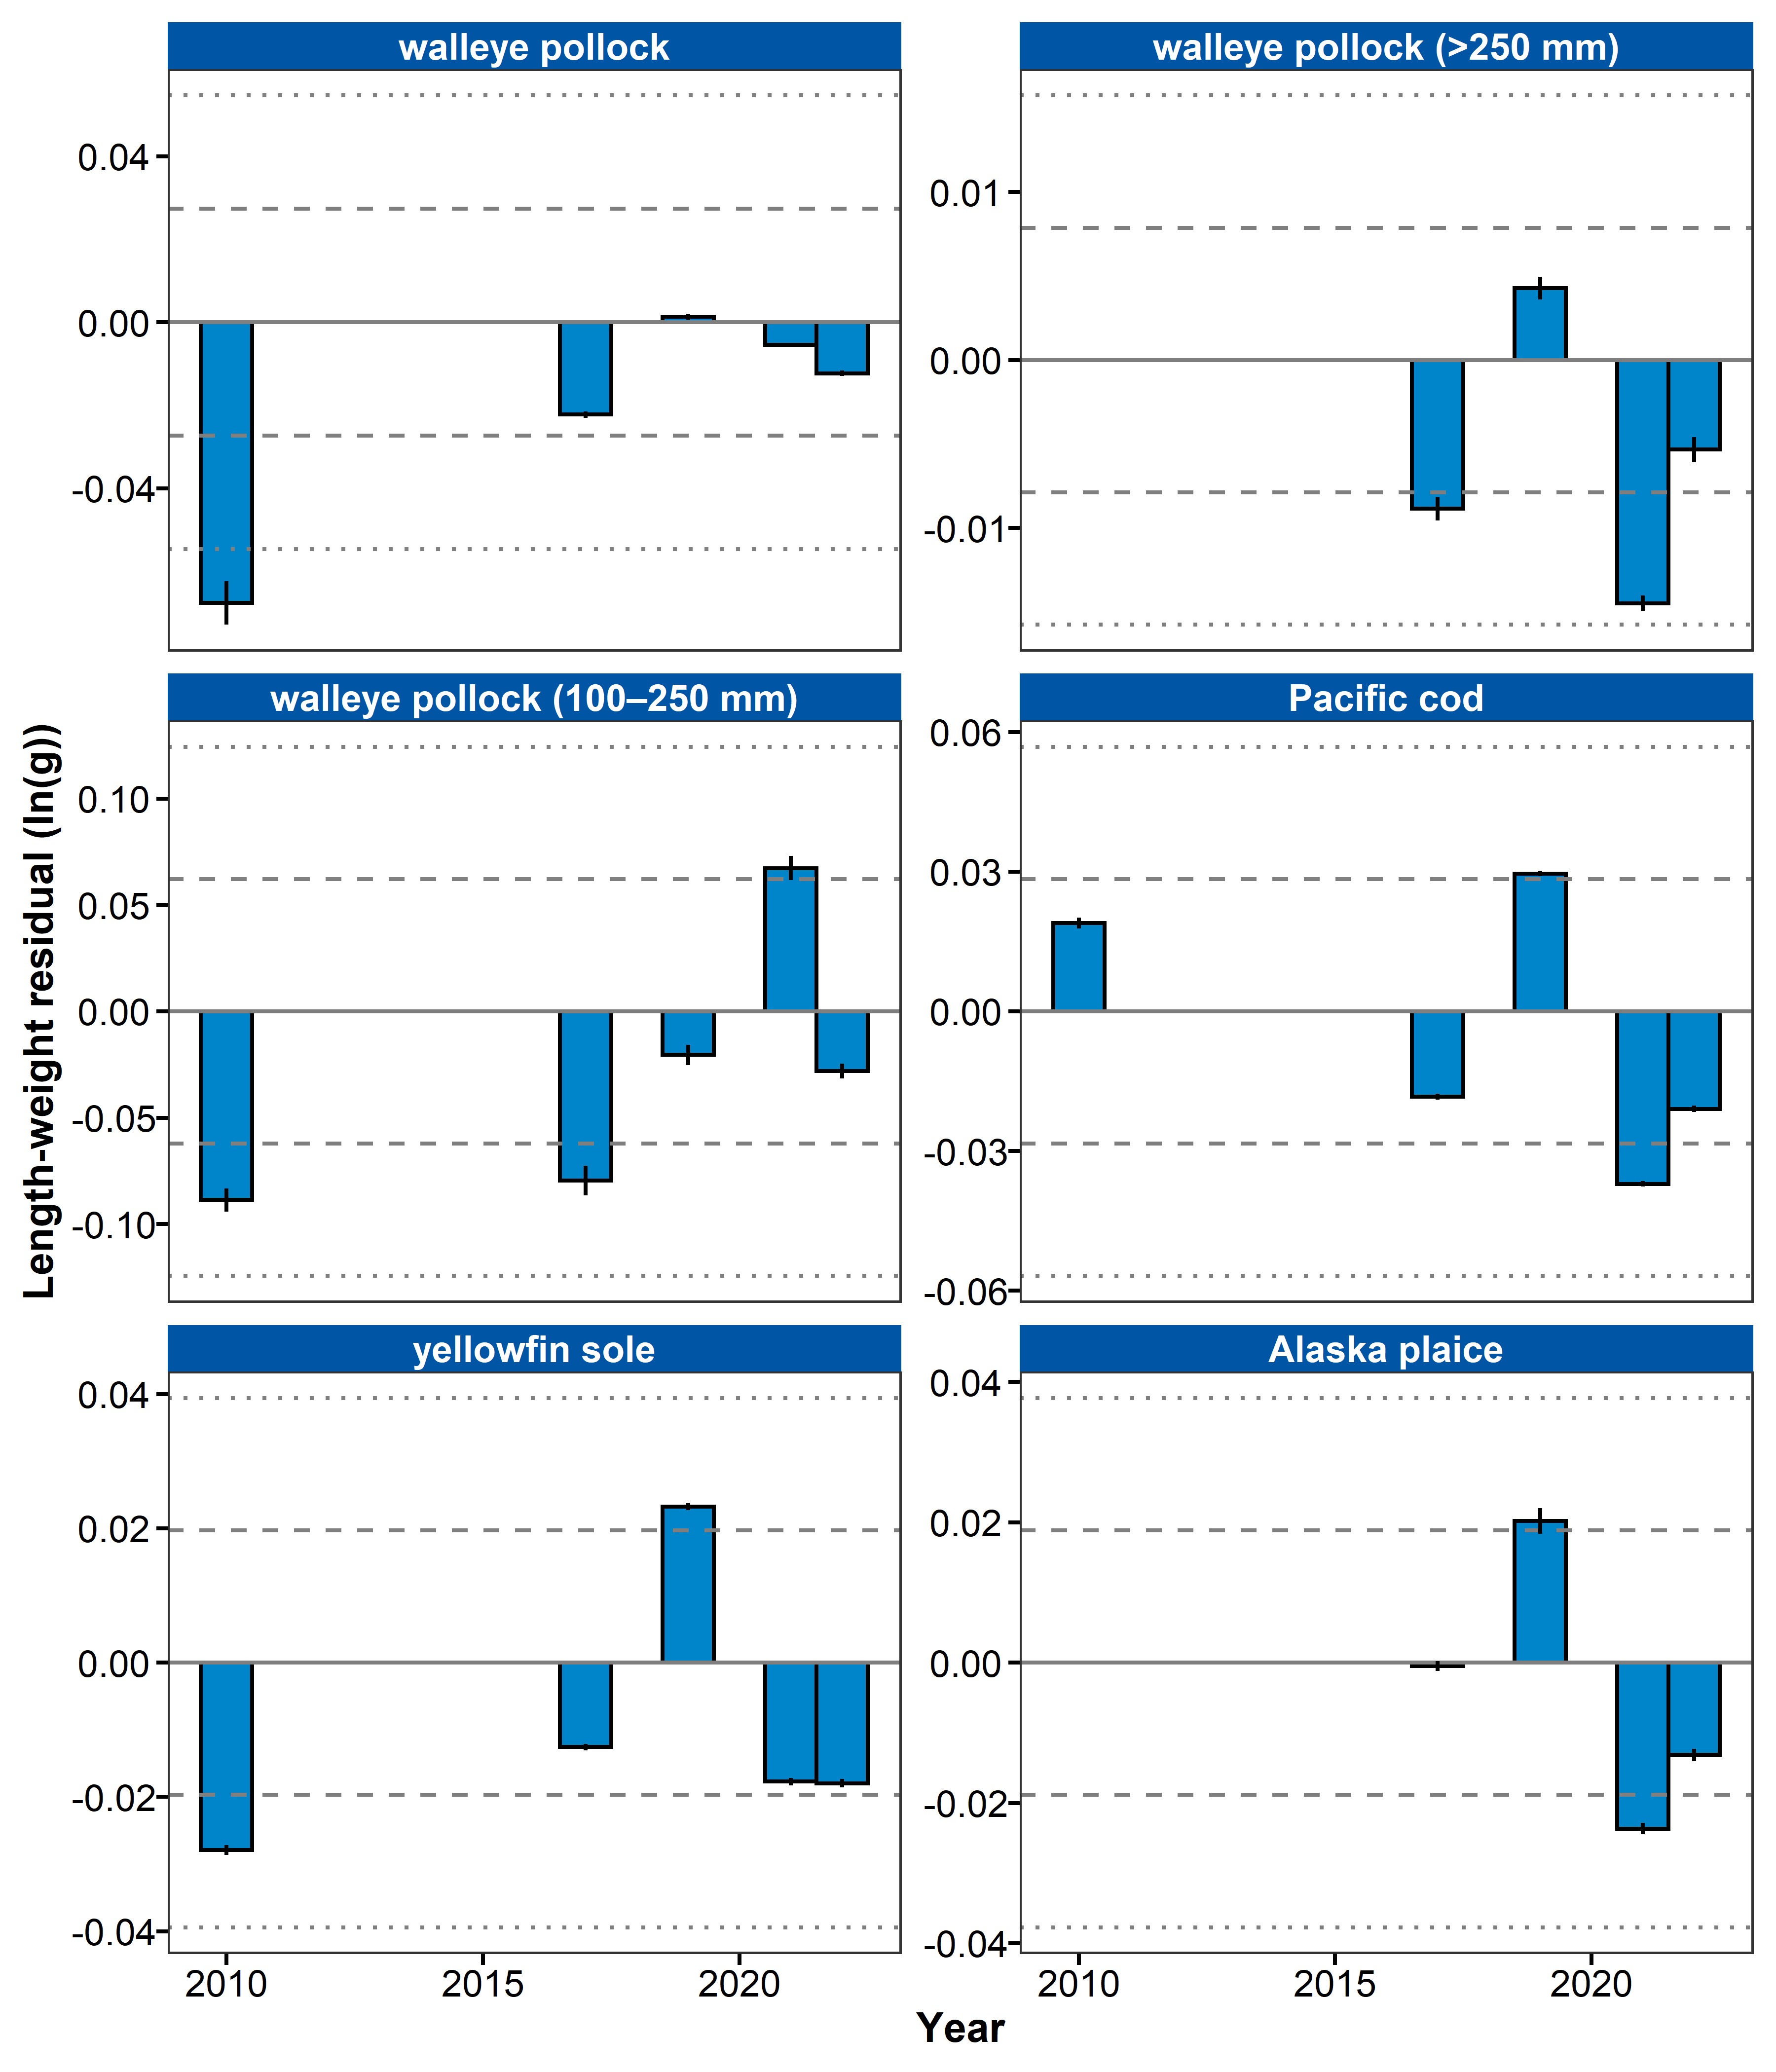 walleye pollock
walleye pollock (>250 mm)
0.04
0.00
-0.04
0.01
0.00
-0.01
walleye pollock (100–250 mm)
Pacific cod
0.10
0.05
0.00
-0.05
-0.10
0.06
0.03
0.00
-0.03
-0.06
Length-weight residual (ln(g))
yellowfin sole
Alaska plaice
0.04
0.02
0.00
-0.02
-0.04
0.04
0.02
0.00
-0.02
-0.04
2010 2015 2020
2010 2015 2020
Year